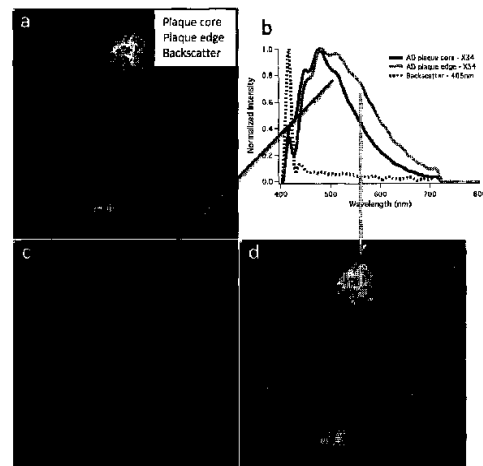 a
Plaque core
Plaque edge
Backscatter
b
AD plaque core - X34
AD plaque edge - X34
Backscatter - 405nm
Normalized Intensity
1.0
0.8
0.6
0.4
0.2
0.0
400
500
600
700
800
Wavelength (nm)
c
d